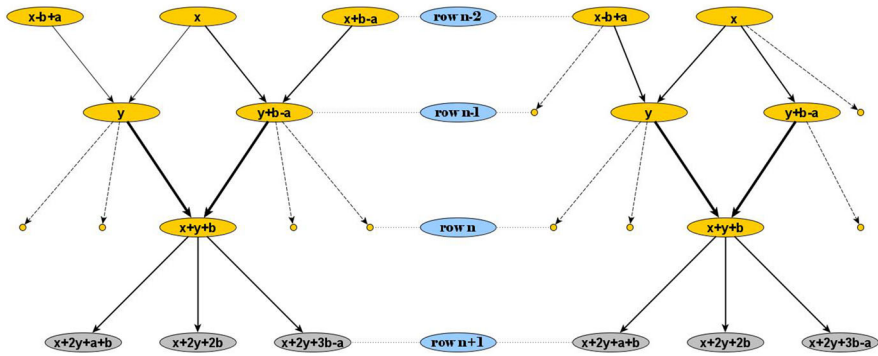 x-b+a x x+b-a row n-2 x-b+a x
y y+b-a row n-1 y y+b-a
x+y+b row n x+y+b
x+2y+a+b x+2y+2b x+2y+3b-a row n+1 x+2y+a+b x+2y+2b x+2y+3b-a